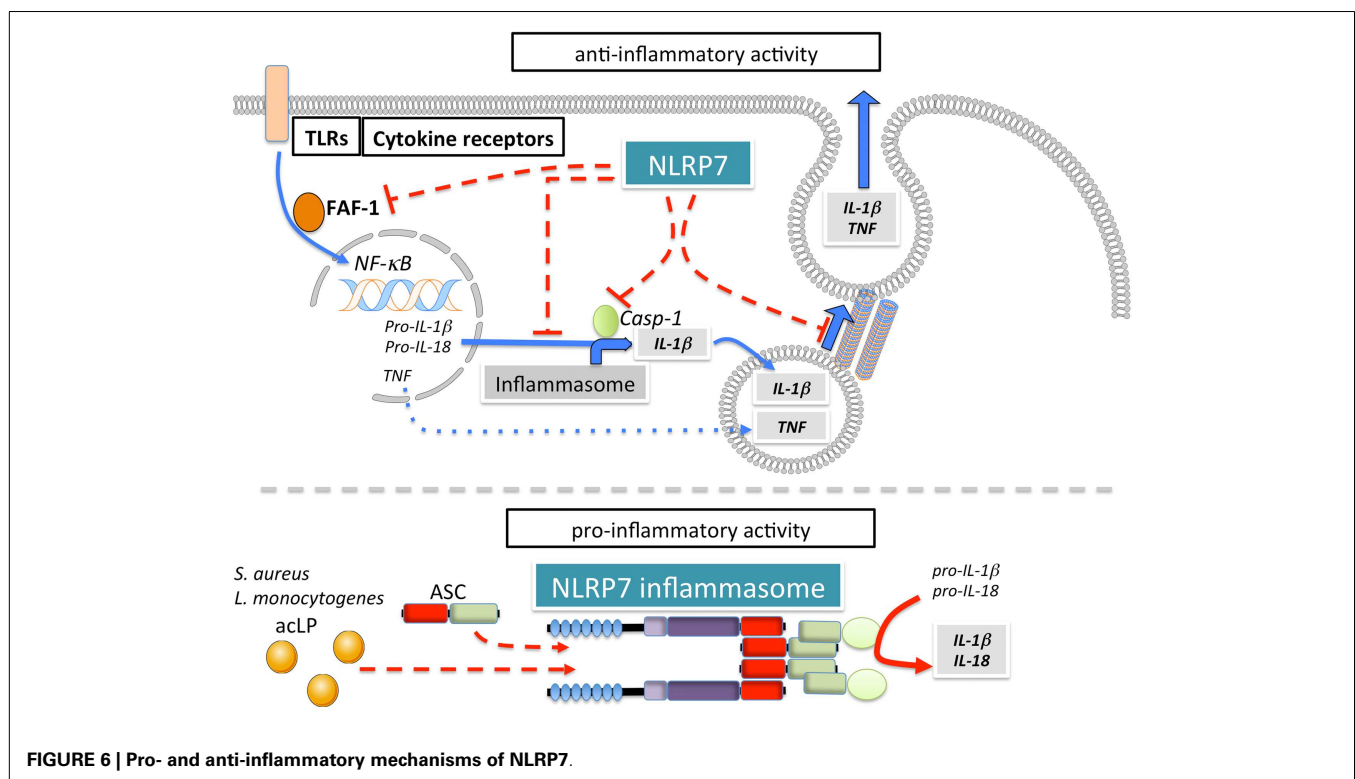 anti-inflammatory activity
TLRs
Cytokine receptors
NLRP7
FAF-1
IL-1β
TNF
NF-κB
Pro-IL-1β
Pro-IL-18
TNF
Casp-1
IL-1β
Inflammasome
IL-1β
TNF
pro-inflammatory activity
S. aureus
L. monocytogenes
acLP
ASC
NLRP7 inflammasome
pro-IL-1β
pro-IL-18
IL-1β
IL-18
FIGURE 6 | Pro- and anti-inflammatory mechanisms of NLRP7.